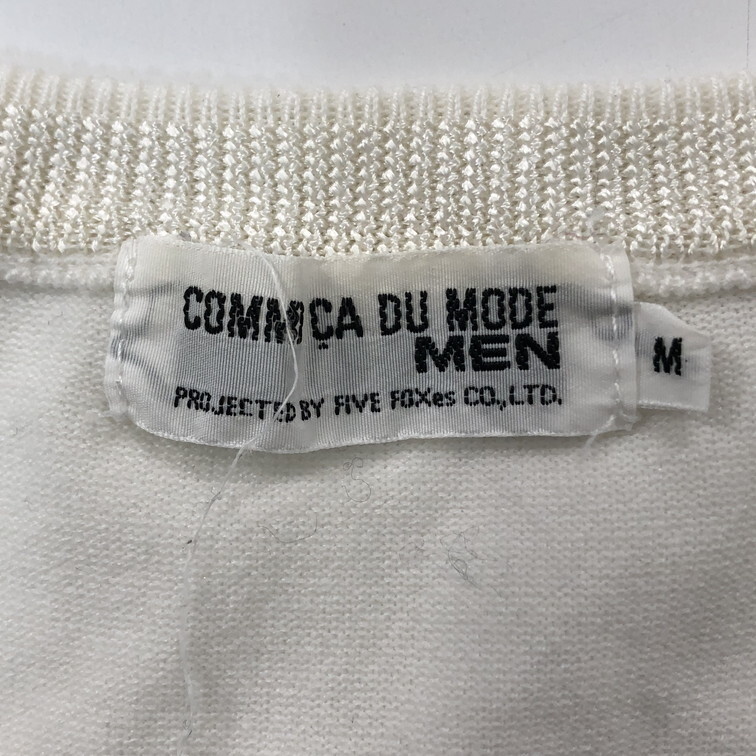 COMME ÇA DU MODE
MEN
PROJECTED BY FIVE FOXes CO.,LTD.
M